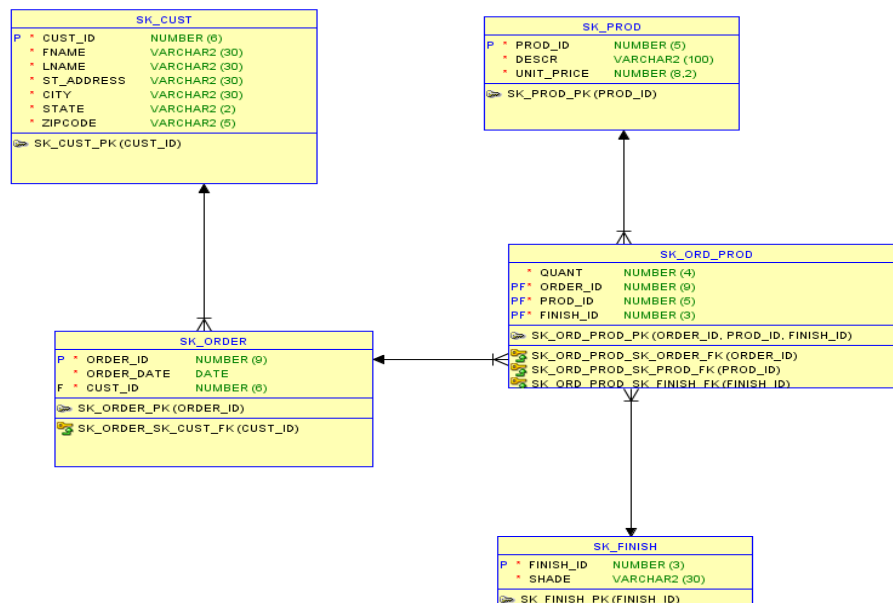 SK_CUST
P * CUST_ID NUMBER (6)
* FNAME VARCHAR2 (30)
* LNAME VARCHAR2 (30)
* ST_ADDRESS VARCHAR2 (30)
* CITY VARCHAR2 (30)
* STATE VARCHAR2 (2)
* ZIPCODE VARCHAR2 (5)
SK_CUST_PK (CUST_ID)
SK_PROD
P * PROD_ID NUMBER (5)
* DESCR VARCHAR2 (100)
* UNIT_PRICE NUMBER (8,2)
SK_PROD_PK (PROD_ID)
SK_ORD_PROD
* QUANT NUMBER (4)
PF* ORDER_ID NUMBER (9)
PF* PROD_ID NUMBER (5)
PF* FINISH_ID NUMBER (3)
SK_ORD_PROD_PK (ORDER_ID, PROD_ID, FINISH_ID)
SK_ORD_PROD_SK_ORDER_FK (ORDER_ID)
SK_ORD_PROD_SK_PROD_FK (PROD_ID)
SK_ORD_PROD_SK_FINISH_FK (FINISH_ID)
SK_ORDER
P * ORDER_ID NUMBER (9)
* ORDER_DATE DATE
F * CUST_ID NUMBER (6)
SK_ORDER_PK (ORDER_ID)
SK_ORDER_SK_CUST_FK (CUST_ID)
SK_FINISH
P * FINISH_ID NUMBER (3)
* SHADE VARCHAR2 (30)
SK_FINISH_PK (FINISH_ID)